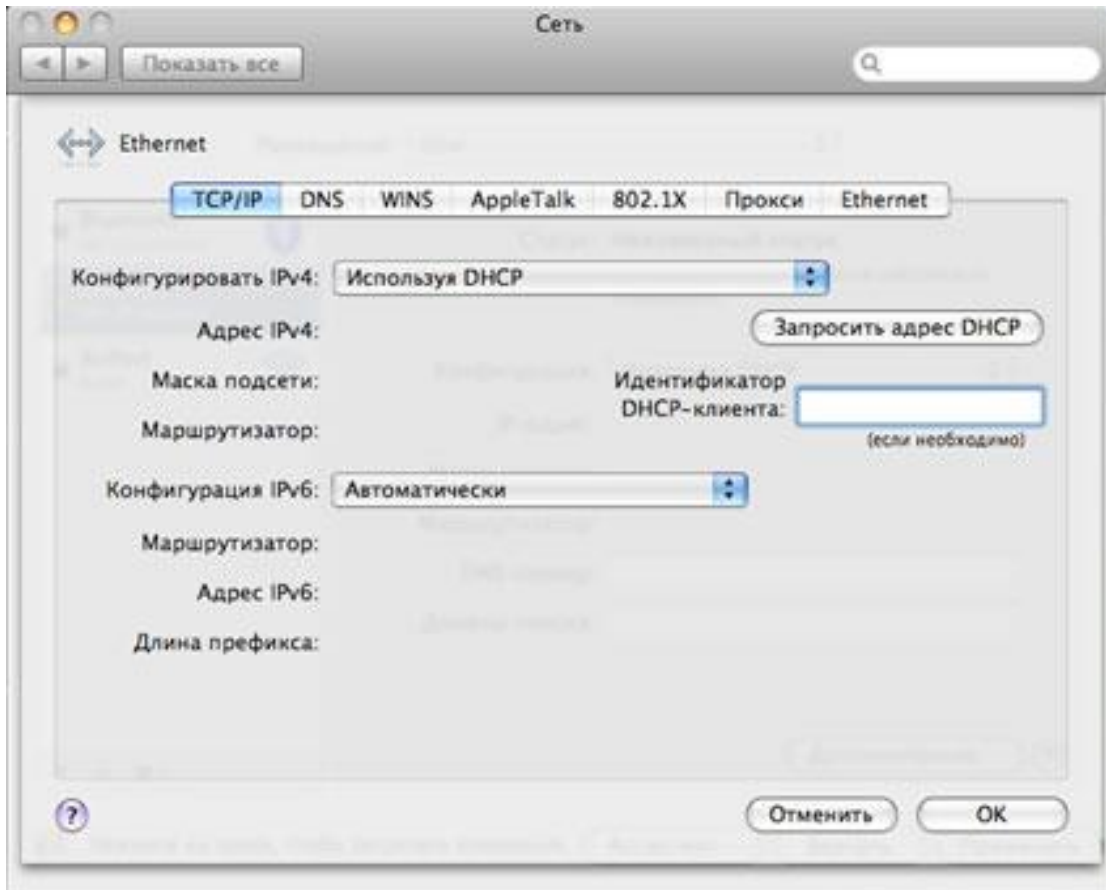 Сеть
Показать все
Ethernet
TCP/IP DNS WINS AppleTalk 802.1X Прокси Ethernet
Конфигурировать IPv4: Используя DHCP
Адрес IPv4: Запросить адрес DHCP
Маска подсети: Идентификатор
DHCP-клиента:
Маршрутизатор:
(если необходимо)
Конфигурация IPv6: Автоматически
Маршрутизатор:
Адрес IPv6:
Длина префикса:
? Отменить OK